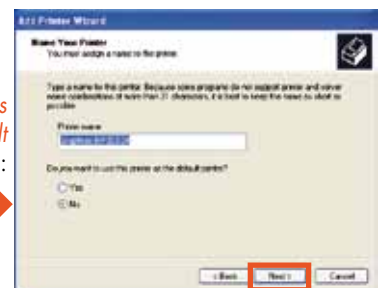 Add Printer Wizard
Name Your Printer
You must assign a name to this printer.
Type a name for this printer. Because some programs do not support printer and server
name combinations of more than 31 characters, it is best to keep the name as short as
possible.
s
lt
:
Printer name:
Do you want to use this printer as the default printer?
Yes
No
< Back
Next >
Cancel